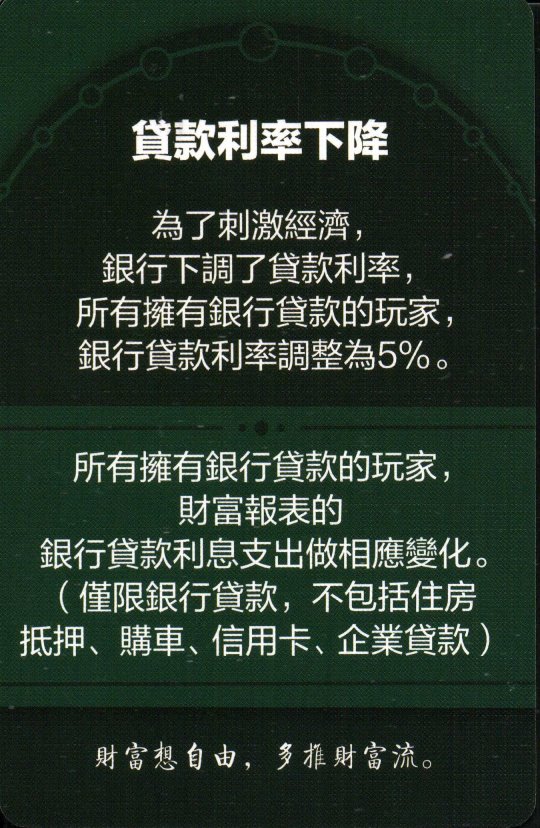 貸款利率下降
為了刺激經濟，
銀行下調了貸款利率，
所有擁有銀行貸款的玩家，
銀行貸款利率調整為5%。
所有擁有銀行貸款的玩家，
財富報表的
銀行貸款利息支出做相應變化。
（僅限銀行貸款，不包括住房
抵押、購車、信用卡、企業貸款）
財富想自由，多推財富流。